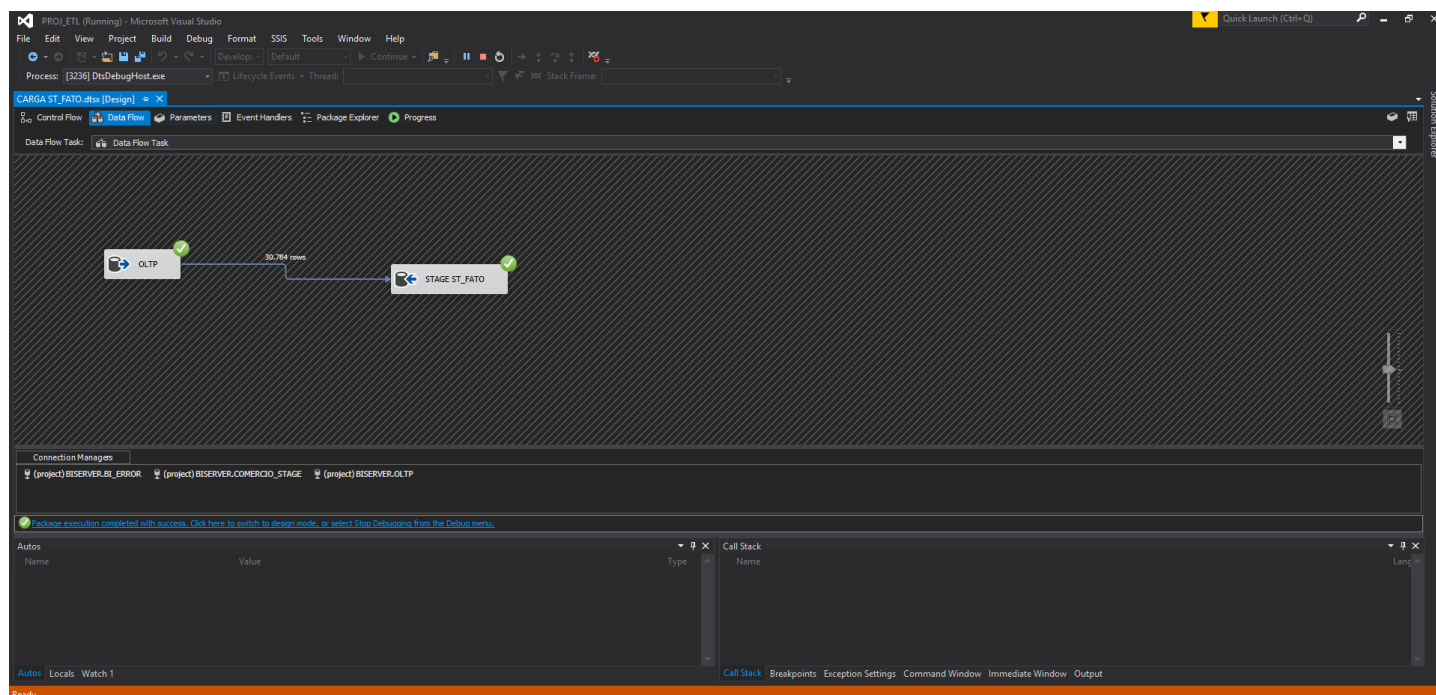 PROJ_ETL (Running) - Microsoft Visual Studio
Quick Launch (Ctrl+Q)
File Edit View Project Build Debug Format SSIS Tools Window Help
Developi Default Continue
Process: [3236] DtsDebugHost.exe Lifecycle Events Thread: Stack Frame:
CARGA ST_FATO.dtsx [Design]
Solution Explorer
Control Flow Data Flow Parameters Event Handlers Package Explorer Progress
Data Flow Task: Data Flow Task
30.784 rows
OLTP
STAGE ST_FATO
Connection Managers
(project) BISERVER.BI_ERROR (project) BISERVER.COMERCIO_STAGE (project) BISERVER.OLTP
Package execution completed with success. Click here to switch to design mode, or select Stop Debugging from the Debug menu.
Autos
Name Value Type
Call Stack
Name Lang
Autos Locals Watch 1
Call Stack Breakpoints Exception Settings Command Window Immediate Window Output
Ready